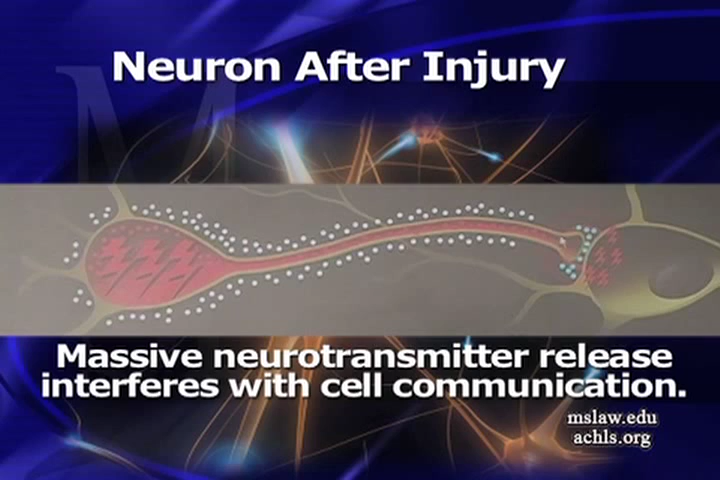 Neuron After Injury
M
Massive neurotransmitter release
interferes with cell communication.
mslaw.edu
achls.org